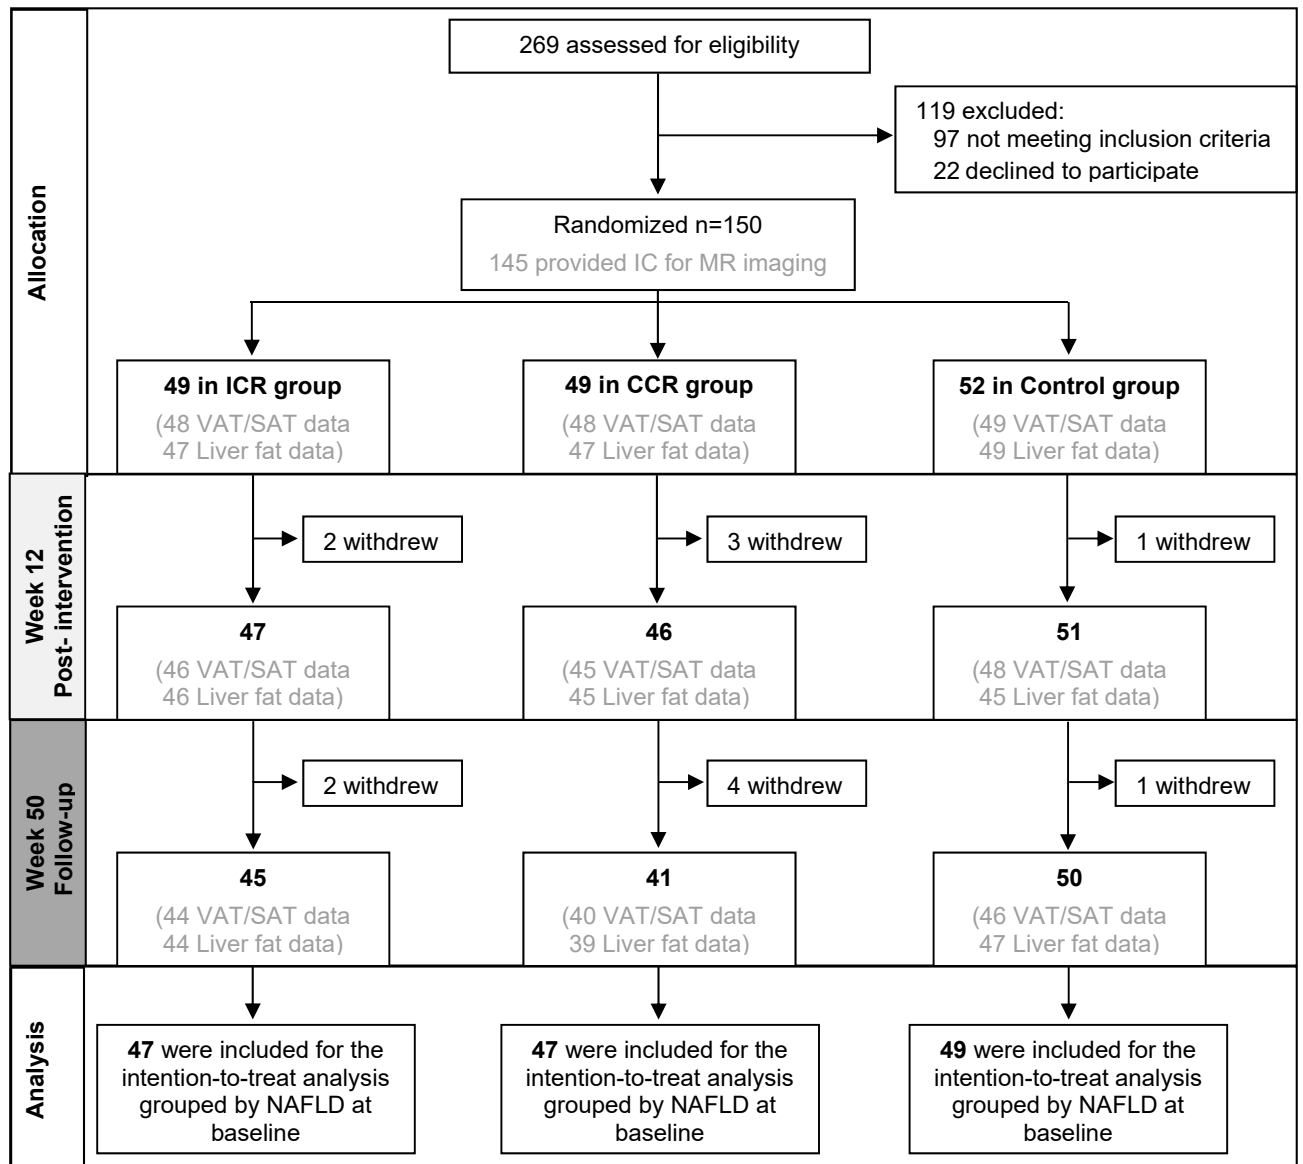 269 assessed for eligibility
119 excluded:
97 not meeting inclusion criteria
22 declined to participate
Allocation
Randomized n=150
145 provided IC for MR imaging
49 in ICR group
(48 VAT/SAT data
47 Liver fat data)
49 in CCR group
(48 VAT/SAT data
47 Liver fat data)
52 in Control group
(49 VAT/SAT data
49 Liver fat data)
Week 12
Post- intervention
2 withdrew
3 withdrew
1 withdrew
47
(46 VAT/SAT data
46 Liver fat data)
46
(45 VAT/SAT data
45 Liver fat data)
51
(48 VAT/SAT data
45 Liver fat data)
Week 50
Follow-up
2 withdrew
4 withdrew
1 withdrew
45
(44 VAT/SAT data
44 Liver fat data)
41
(40 VAT/SAT data
39 Liver fat data)
50
(46 VAT/SAT data
47 Liver fat data)
Analysis
47 were included for the
intention-to-treat analysis
grouped by NAFLD at
baseline
47 were included for the
intention-to-treat analysis
grouped by NAFLD at
baseline
49 were included for the
intention-to-treat analysis
grouped by NAFLD at
baseline